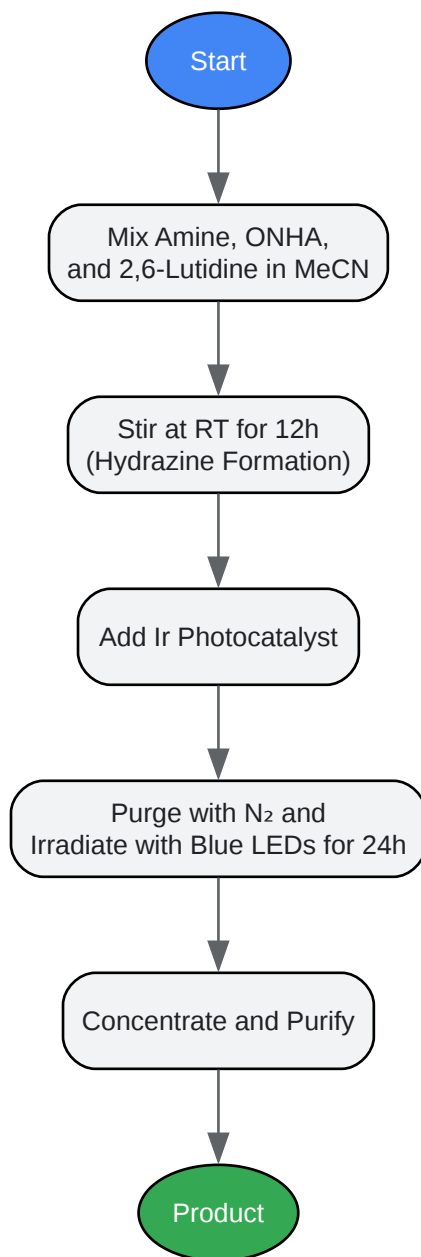 Start
Mix Amine, ONHA,
and 2,6-Lutidine in MeCN
Stir at RT for 12h
(Hydrazine Formation)
Add Ir Photocatalyst
Purge with N₂ and
Irradiate with Blue LEDs for 24h
Concentrate and Purify
Product